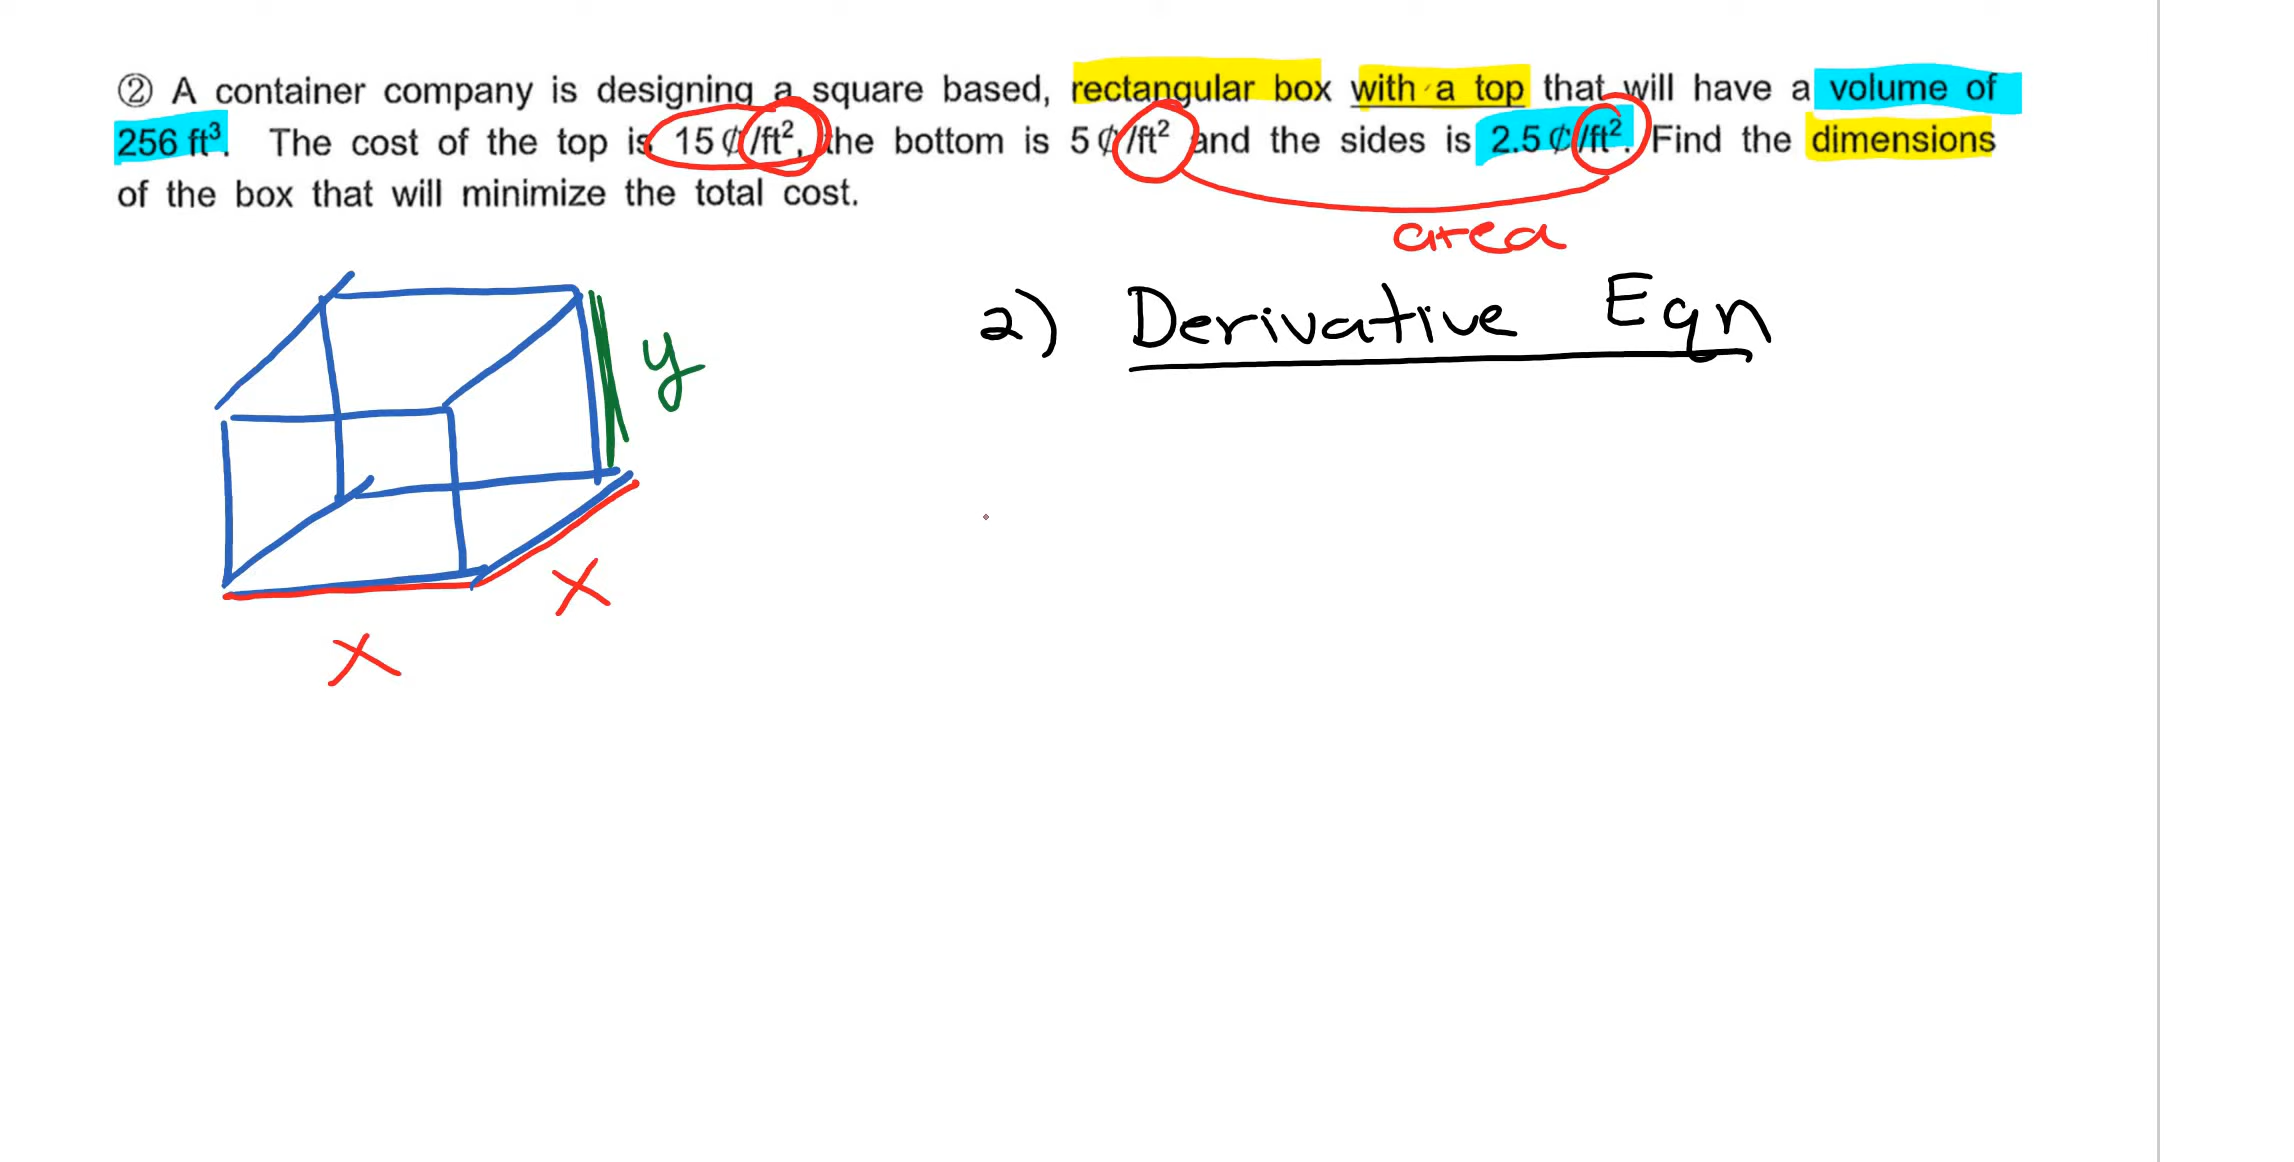 ② A container company is designing a square based, rectangular box with a top that will have a volume of
256 ft³. The cost of the top is 15 ¢/ft², the bottom is 5 ¢/ft² and the sides is 2.5 ¢/ft². Find the dimensions
of the box that will minimize the total cost.
area
2) Derivative Eqn
y
x
x